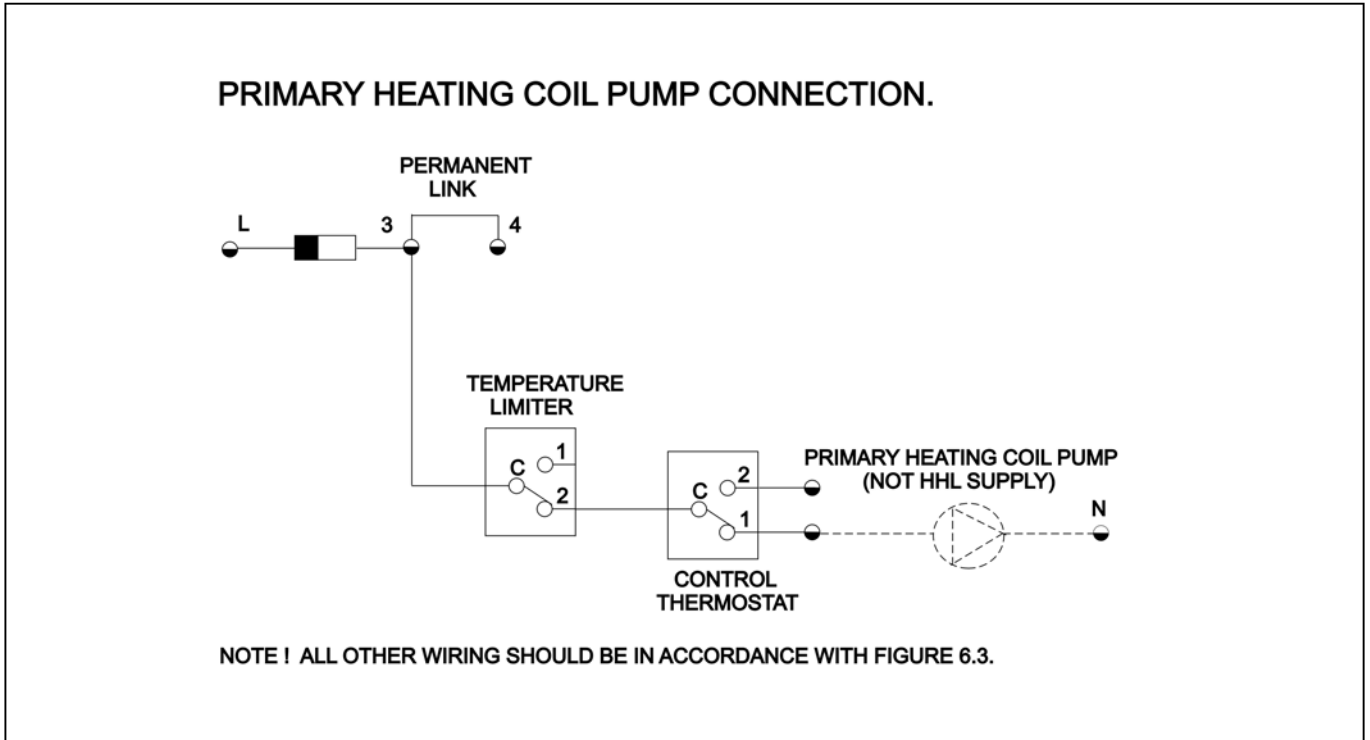 PRIMARY HEATING COIL PUMP CONNECTION.
PERMANENT
LINK
L
3
4
TEMPERATURE
LIMITER
C
1
2
C
2
1
PRIMARY HEATING COIL PUMP
(NOT HHL SUPPLY)
N
CONTROL
THERMOSTAT
NOTE ! ALL OTHER WIRING SHOULD BE IN ACCORDANCE WITH FIGURE 6.3.